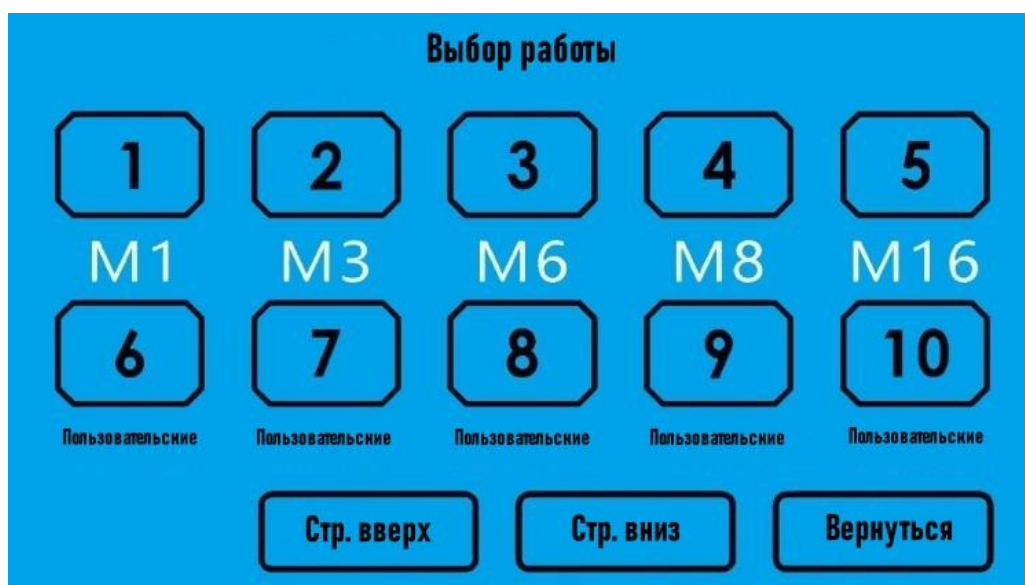 Выбор работы
1 2 3 4 5
M1 M3 M6 M8 M16
6 7 8 9 10
Пользовательские Пользовательские Пользовательские Пользовательские Пользовательские
Стр. вверх Стр. вниз Вернуться